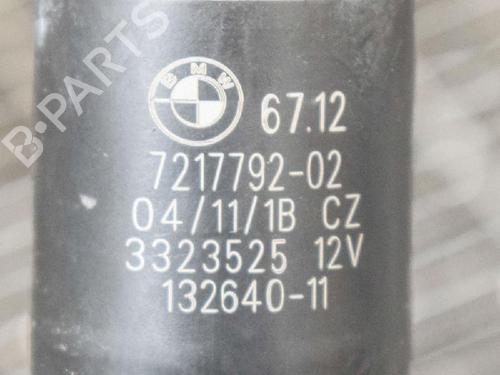 B-PARTS
BMW
67.12
7217792-02
04/11/1B CZ
3323525 12V
132640-11